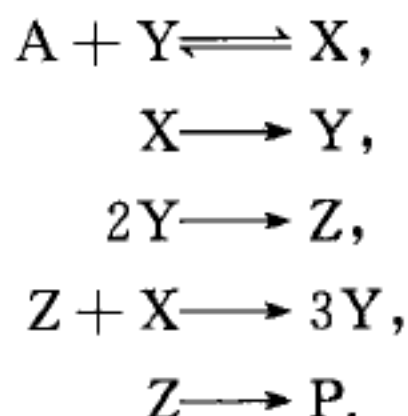 A + Y ⇌ X,
X ⟶ Y,
2Y ⟶ Z,
Z + X ⟶ 3Y,
Z ⟶ P.